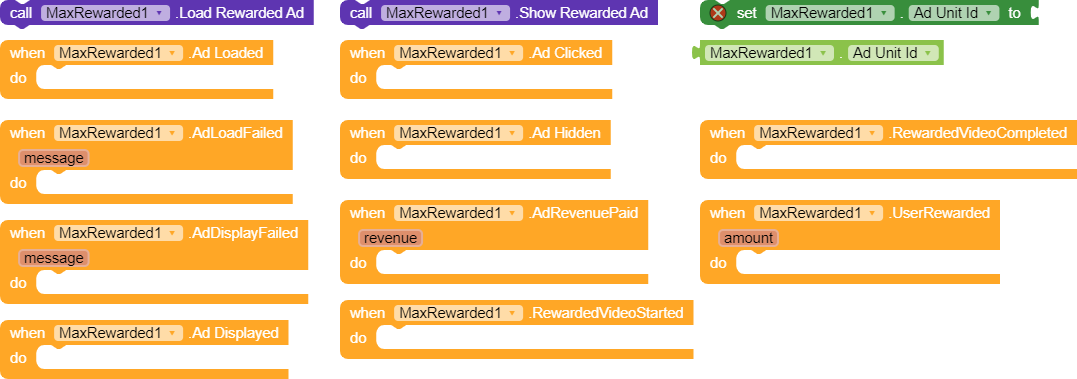 call MaxRewarded1 .Load Rewarded Ad
when MaxRewarded1 .Ad Loaded
do
when MaxRewarded1 .AdLoadFailed
message
do
when MaxRewarded1 .AdDisplayFailed
message
do
when MaxRewarded1 .Ad Displayed
do
call MaxRewarded1 .Show Rewarded Ad
when MaxRewarded1 .Ad Clicked
do
when MaxRewarded1 .Ad Hidden
do
when MaxRewarded1 .AdRevenuePaid
revenue
do
when MaxRewarded1 .RewardedVideoStarted
do
set MaxRewarded1 . Ad Unit Id to
MaxRewarded1 . Ad Unit Id
when MaxRewarded1 .RewardedVideoCompleted
do
when MaxRewarded1 .UserRewarded
amount
do